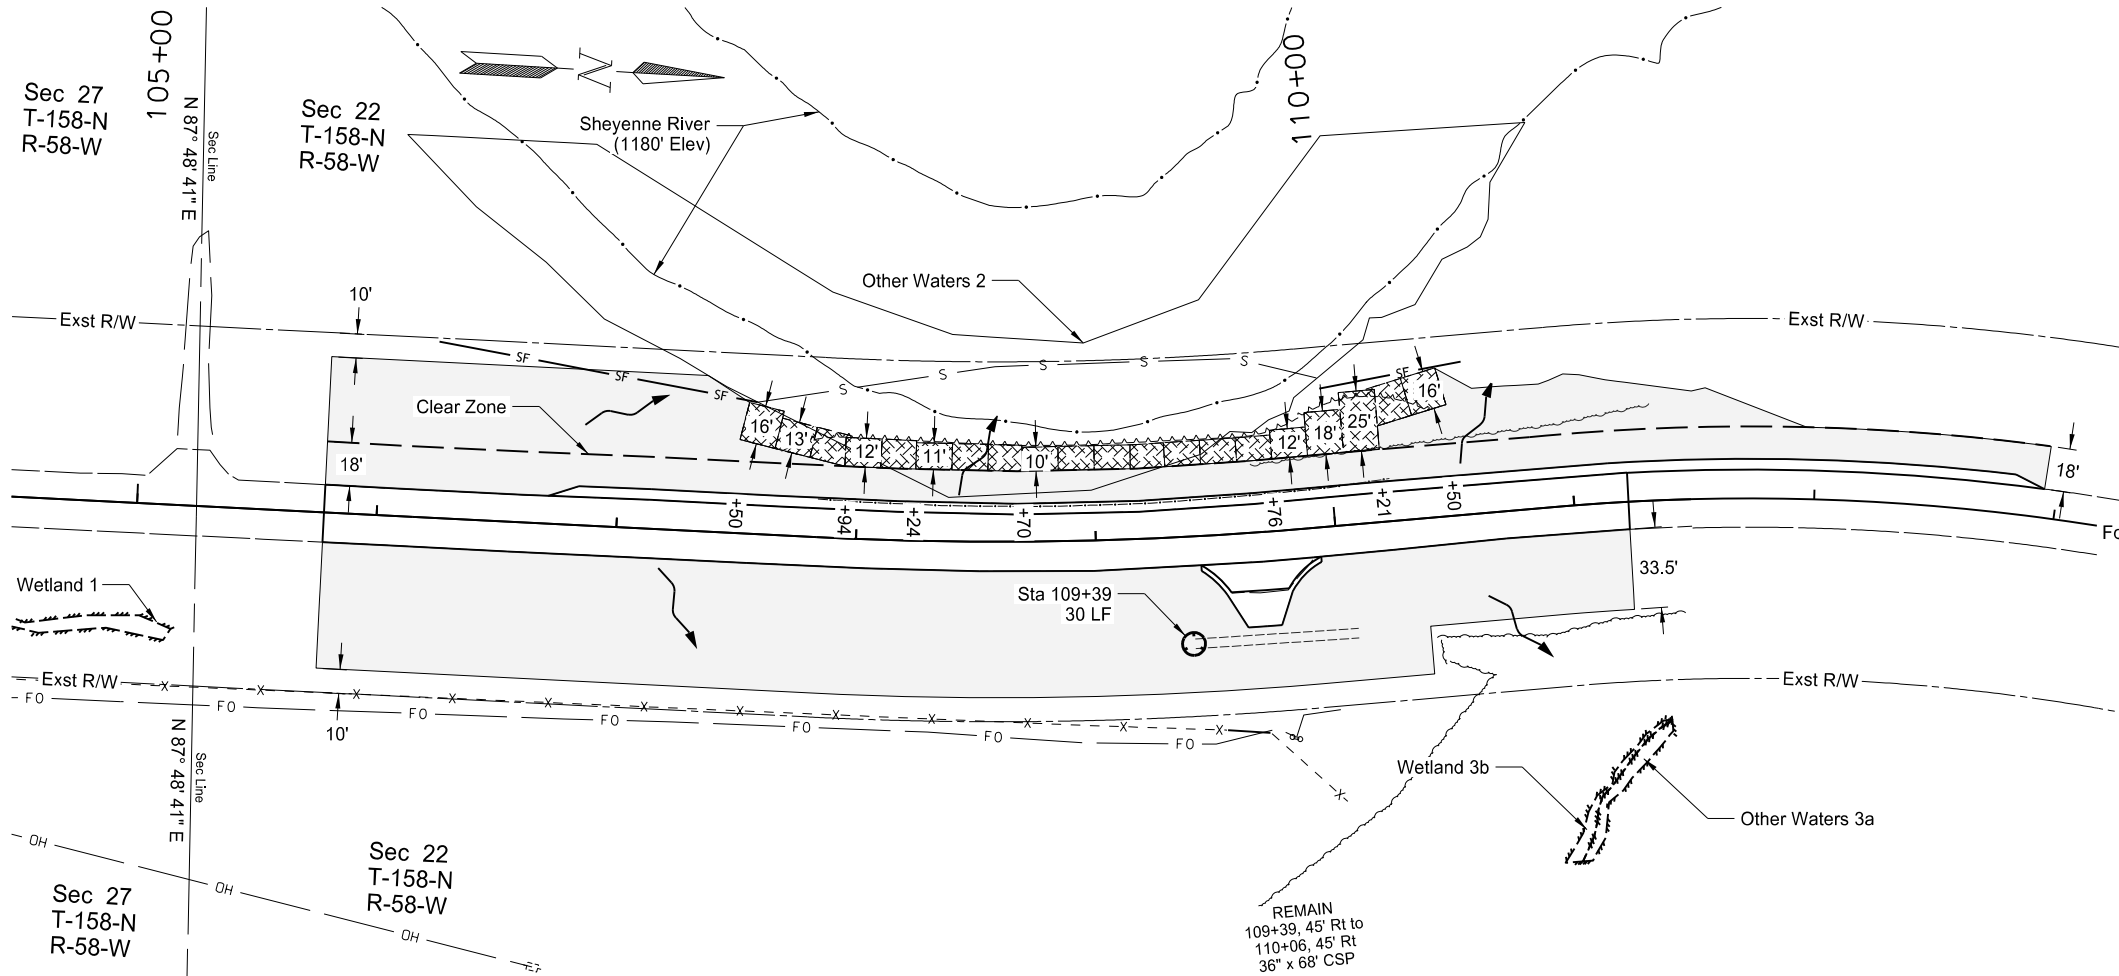 Sec 27
T-158-N
R-58-W
105+00
N 87° 48' 41" E
Sec Line
Sec 22
T-158-N
R-58-W
N
Sheyenne River
(1180' Elev)
110+00
Other Waters 2
10'
Exst R/W
Exst R/W
SF
SF
SF
S
S
S
S
S
SF
Clear Zone
16'
13'
12'
11'
10'
12'
18'
25'
16'
18'
18'
+50
+94
+24
+70
+76
+21
+50
Wetland 1
Sta 109+39
30 LF
33.5'
Exst R/W
X
X
X
X
X
X
X
X
X
X
X
X
X
Exst R/W
FO
FO
FO
FO
FO
FO
FO
10'
N 87° 48' 41" E
Sec Line
Wetland 3b
Other Waters 3a
OH
OH
OH
Sec 22
T-158-N
R-58-W
Sec 27
T-158-N
R-58-W
REMAIN
109+39, 45' Rt to
110+06, 45' Rt
36" x 68' CSP